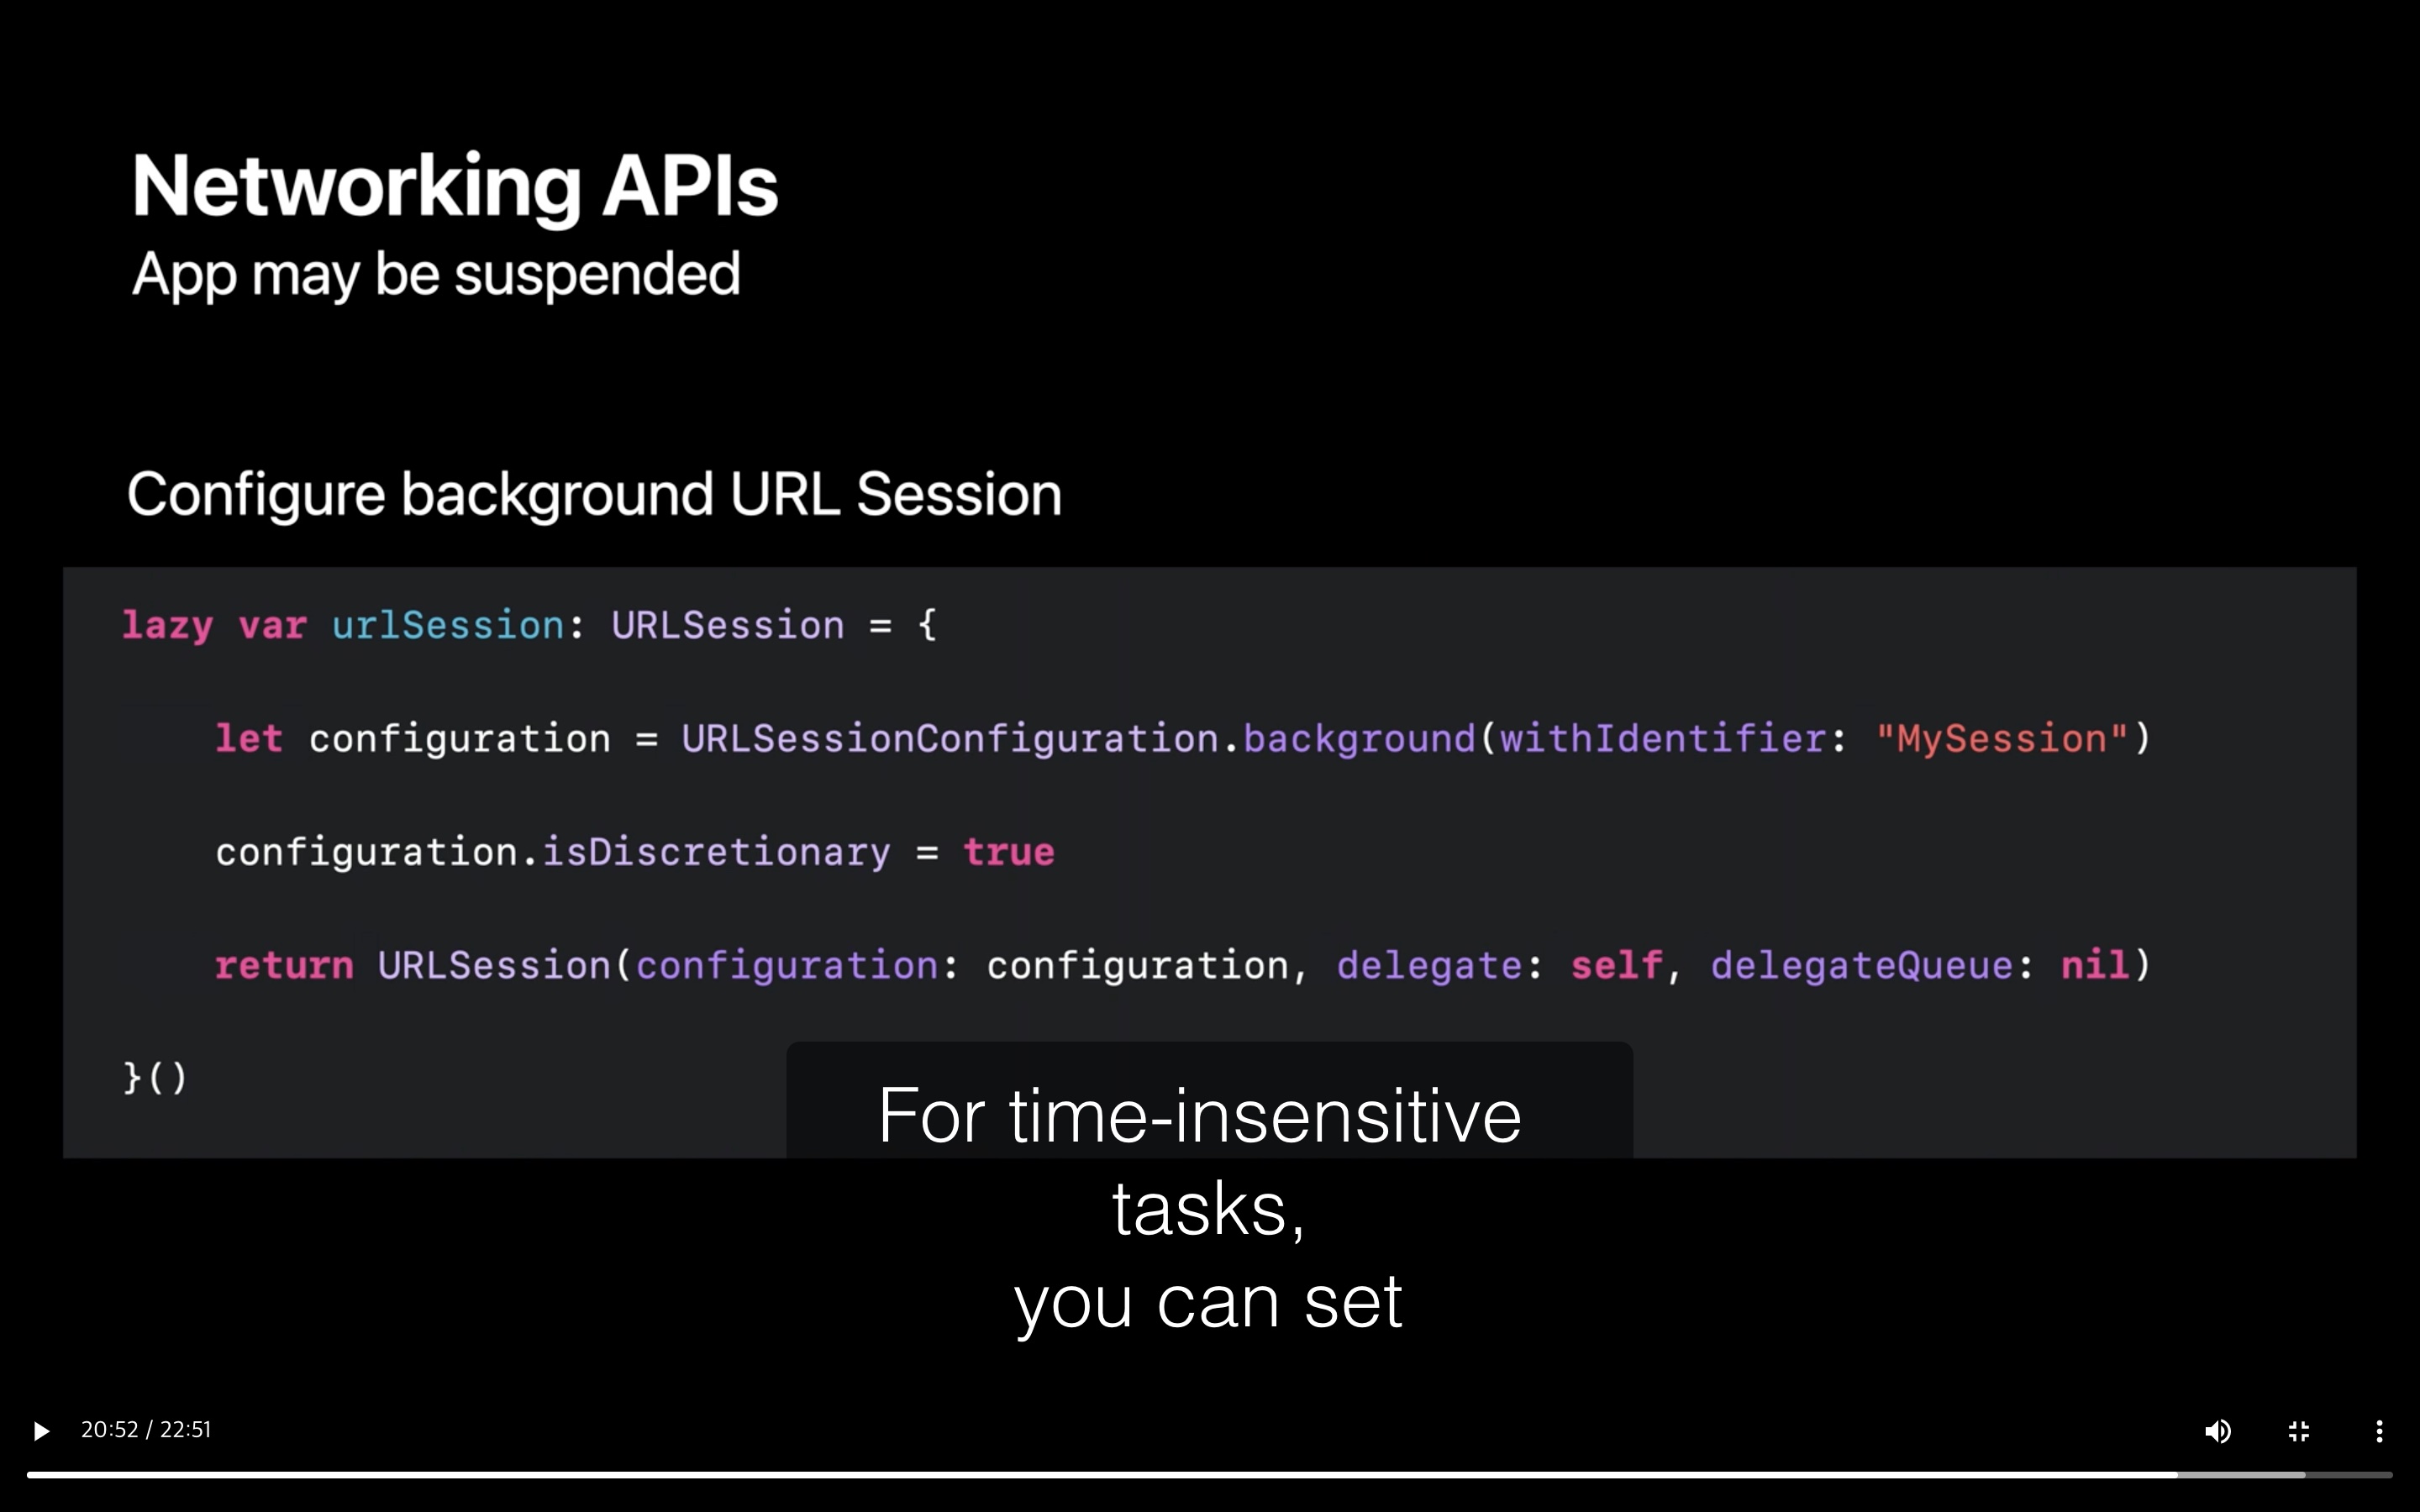 Networking APIs
App may be suspended
Configure background URL Session
lazy var urlSession: URLSession = {
let configuration = URLSessionConfiguration.background(withIdentifier: "MySession")
configuration.isDiscretionary = true
return URLSession(configuration: configuration, delegate: self, delegateQueue: nil)
}()
For time-insensitive
tasks,
you can set
20:52 / 22:51